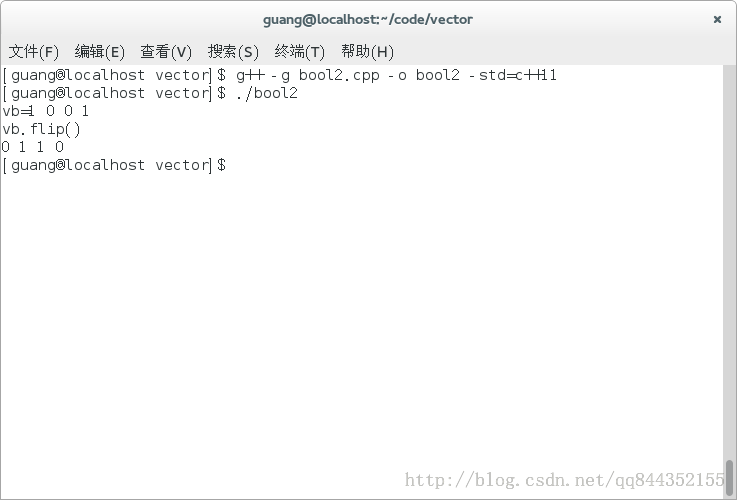 guang@localhost:~/code/vector
文件(F) 编辑(E) 查看(V) 搜索(S) 终端(T) 帮助(H)
[guang@localhost vector]$ g++ -g bool2.cpp -o bool2 -std=c++11
[guang@localhost vector]$ ./bool2
vb=1 0 0 1
vb.flip()
0 1 1 0
[guang@localhost vector]$
http://blog.csdn.net/qq844352155